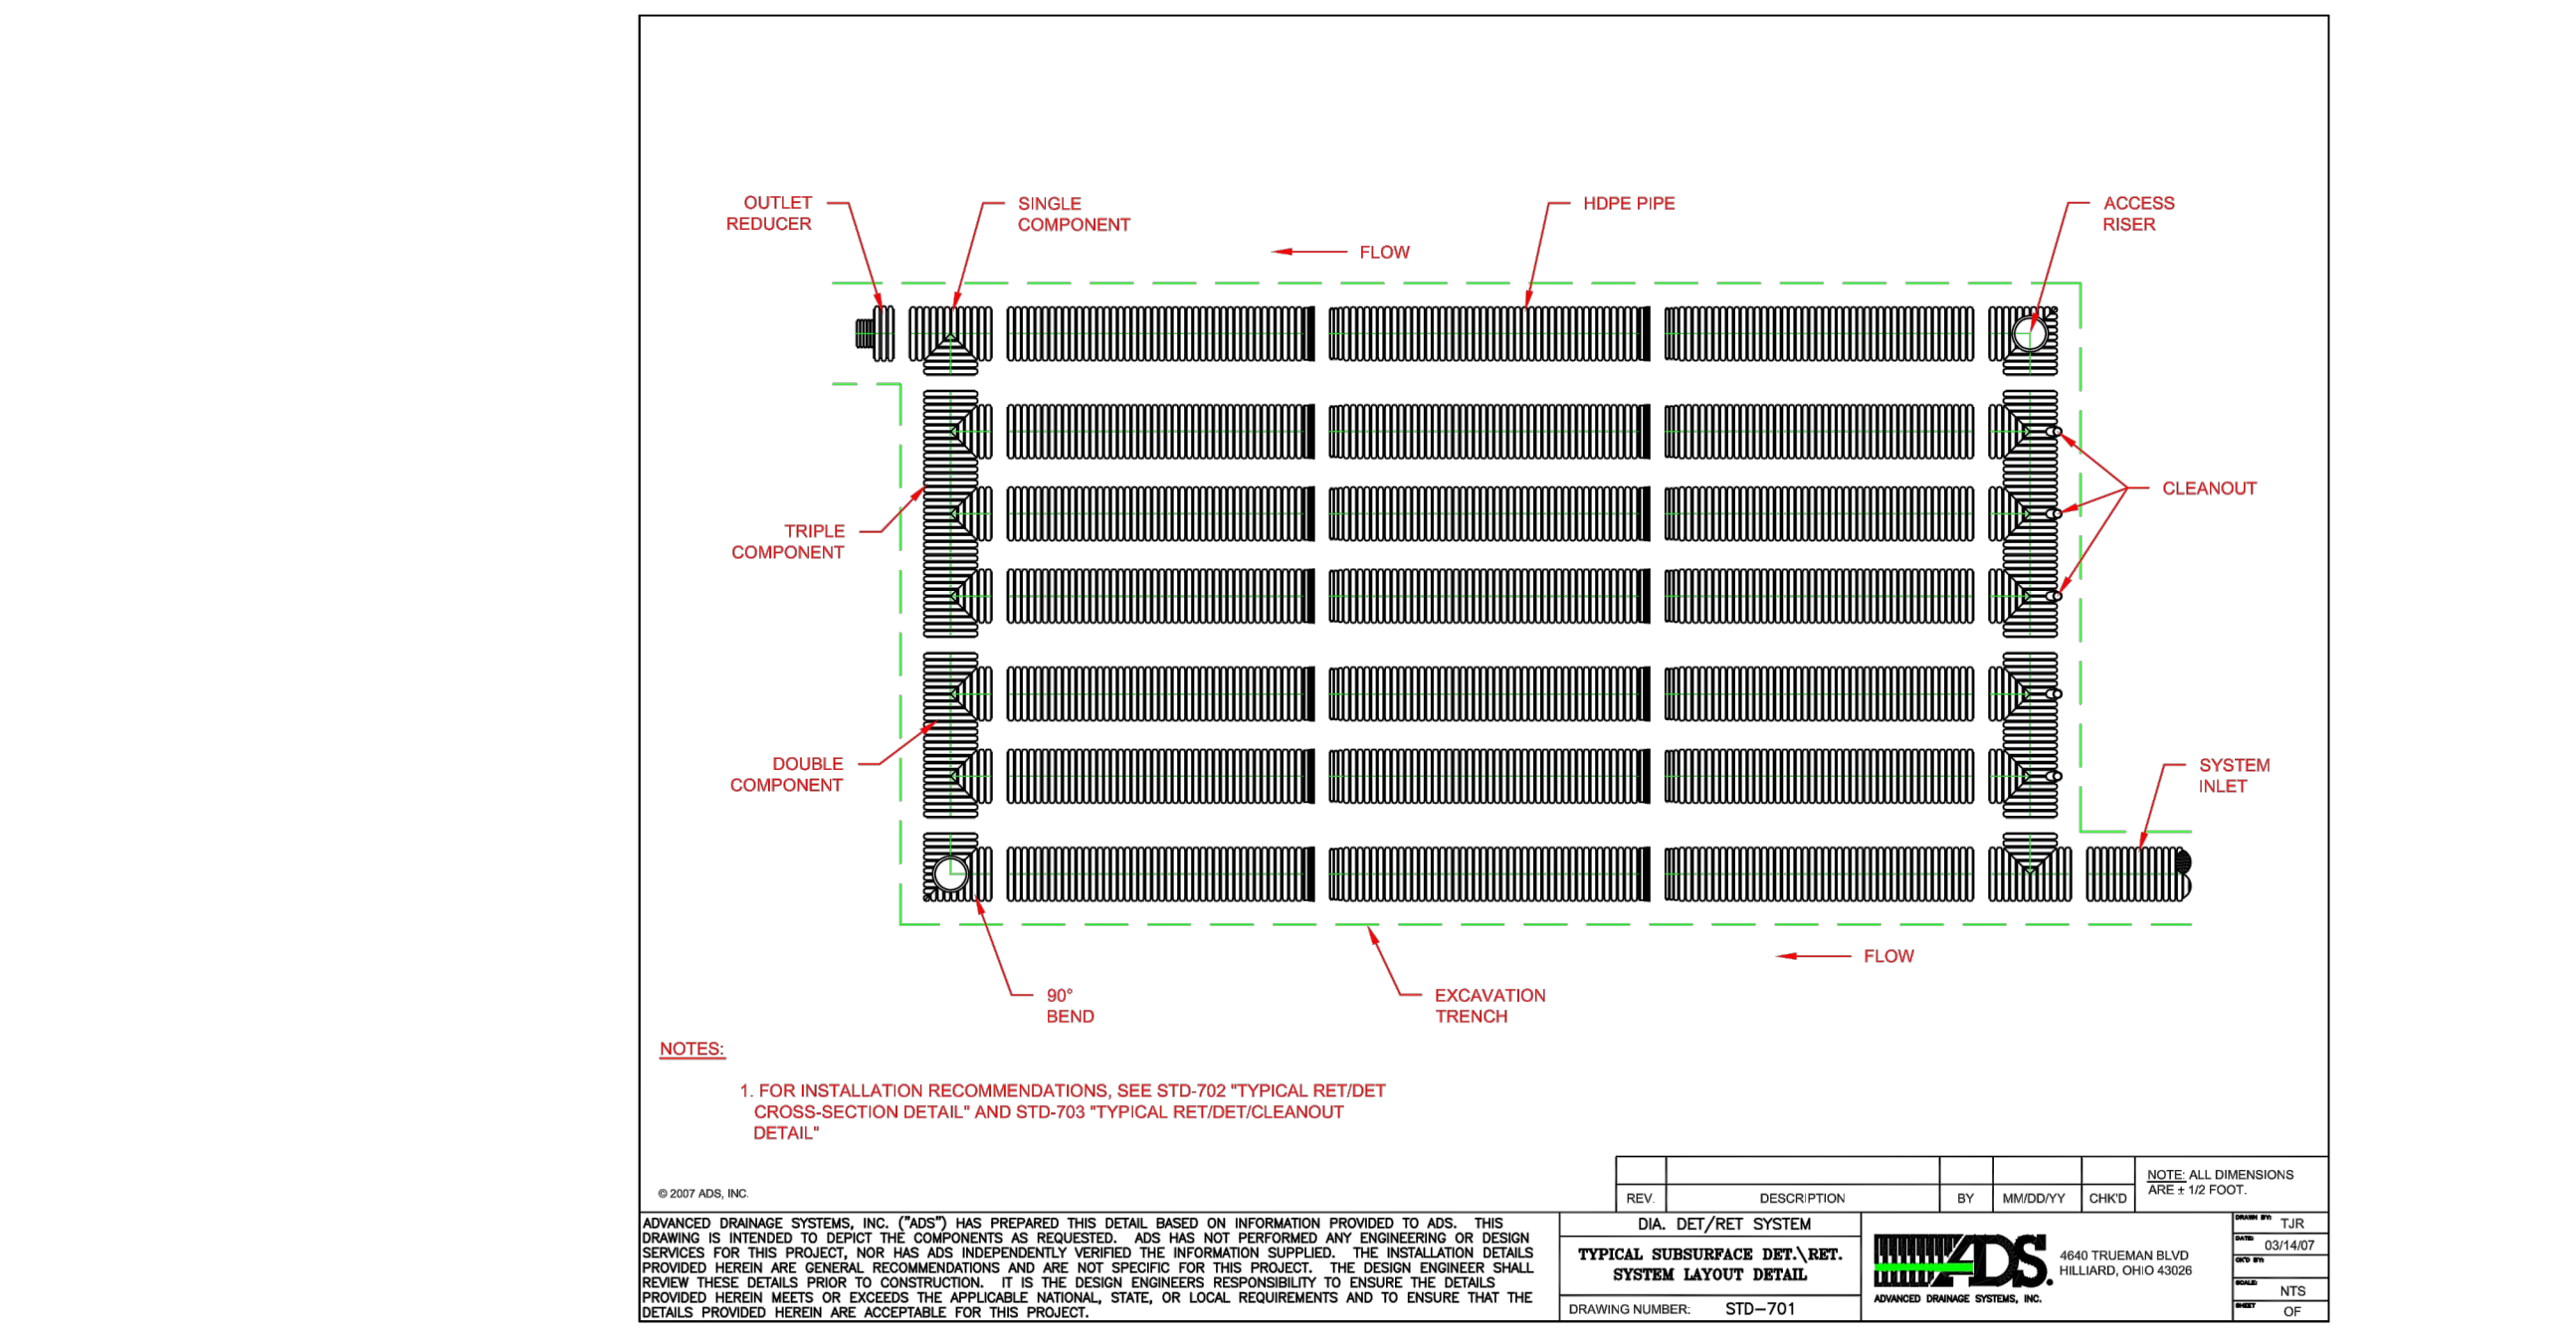 OUTLET
REDUCER
SINGLE
COMPONENT
HDPE PIPE
ACCESS
RISER
FLOW
CLEANOUT
TRIPLE
COMPONENT
DOUBLE
COMPONENT
SYSTEM
INLET
FLOW
90°
BEND
EXCAVATION
TRENCH
NOTES:
1. FOR INSTALLATION RECOMMENDATIONS, SEE STD-702 "TYPICAL RET/DET
CROSS-SECTION DETAIL" AND STD-703 "TYPICAL RET/DET/CLEANOUT
DETAIL"
© 2007 ADS, INC.
REV. DESCRIPTION BY MM/DD/YY CHK'D
NOTE: ALL DIMENSIONS
ARE ± 1/2 FOOT.
ADVANCED DRAINAGE SYSTEMS, INC. ("ADS") HAS PREPARED THIS DETAIL BASED ON INFORMATION PROVIDED TO ADS. THIS
DRAWING IS INTENDED TO DEPICT THE COMPONENTS AS REQUESTED. ADS HAS NOT PERFORMED ANY ENGINEERING OR DESIGN
SERVICES FOR THIS PROJECT, NOR HAS ADS INDEPENDENTLY VERIFIED THE INFORMATION SUPPLIED. THE INSTALLATION DETAILS
PROVIDED HEREIN ARE GENERAL RECOMMENDATIONS AND ARE NOT SPECIFIC FOR THIS PROJECT. THE DESIGN ENGINEER SHALL
REVIEW THESE DETAILS PRIOR TO CONSTRUCTION. IT IS THE DESIGN ENGINEERS RESPONSIBILITY TO ENSURE THE DETAILS
PROVIDED HEREIN MEETS OR EXCEEDS THE APPLICABLE NATIONAL, STATE, OR LOCAL REQUIREMENTS AND TO ENSURE THAT THE
DETAILS PROVIDED HEREIN ARE ACCEPTABLE FOR THIS PROJECT.
DIA. DET/RET SYSTEM
TYPICAL SUBSURFACE DET.\RET.
SYSTEM LAYOUT DETAIL
DRAWING NUMBER: STD-701
ADS.
ADVANCED DRAINAGE SYSTEMS, INC.
4640 TRUEMAN BLVD
HILLIARD, OHIO 43026
DRAWN BY: TJR
DATE: 03/14/07
CK'D BY:
SCALE: NTS
SHEET OF